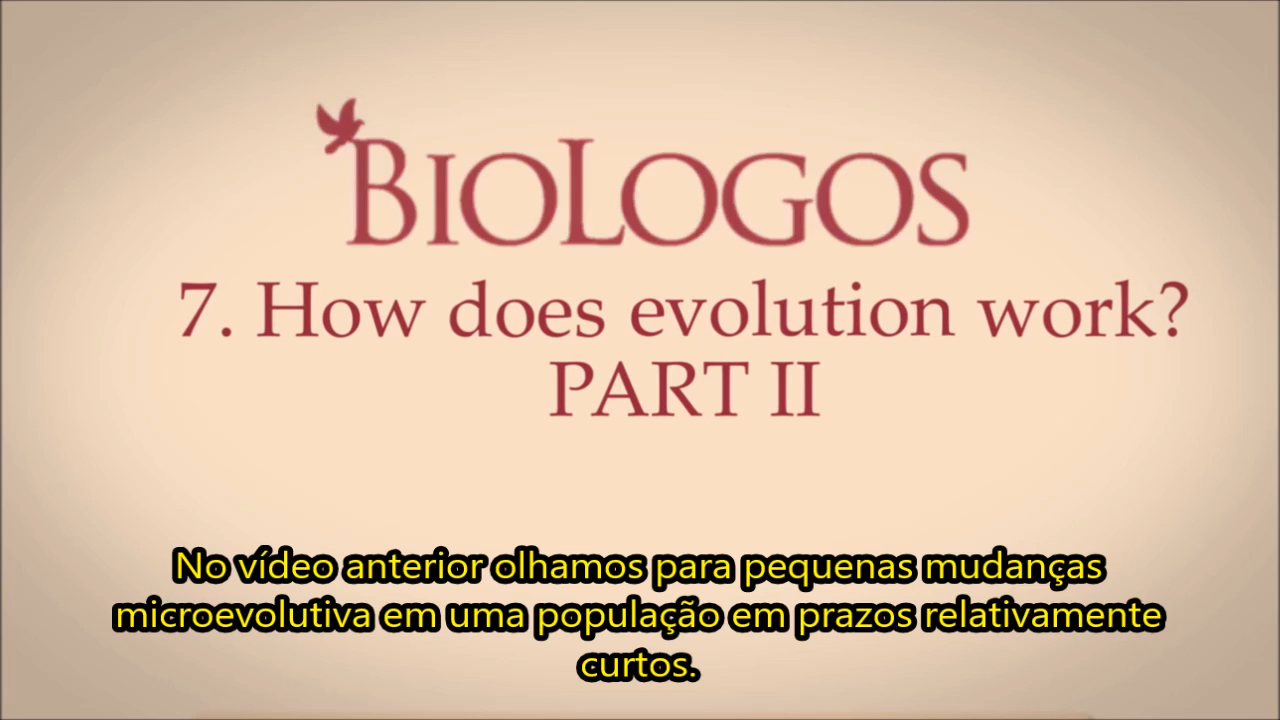 BIOLOGOS
7. How does evolution work?
PART II
No vídeo anterior olhamos para pequenas mudanças
microevolutiva em uma população em prazos relativamente
curtos.